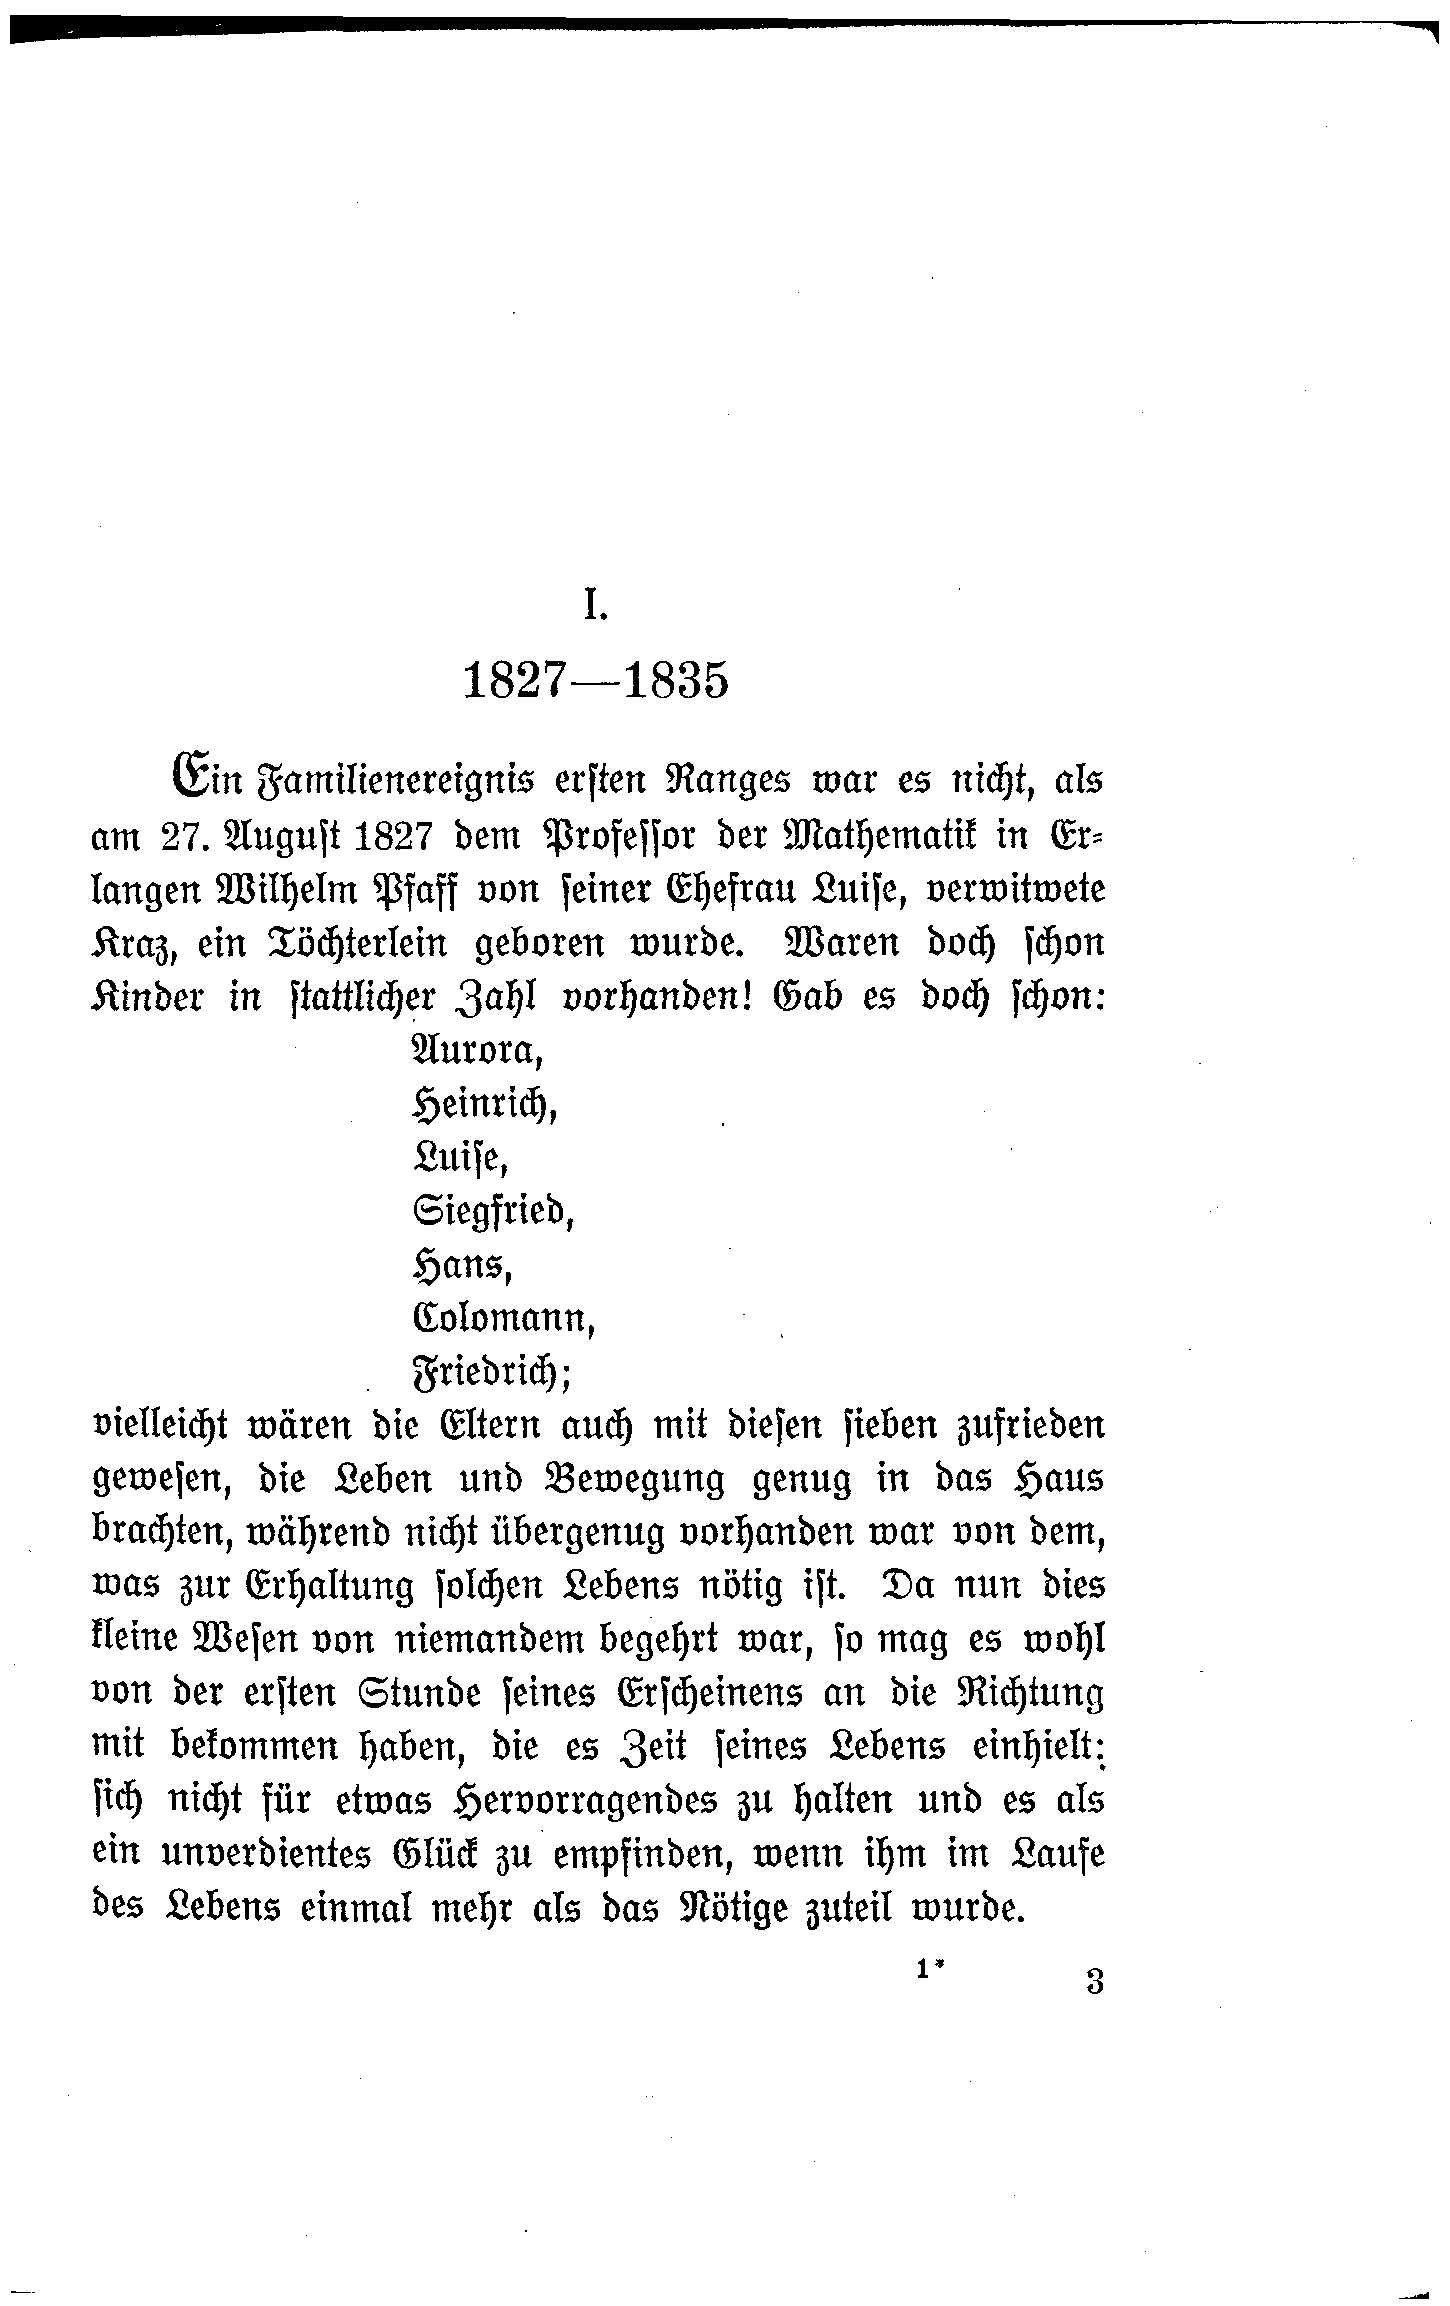 I.
1827—1835
Ein Familienereignis erſten Ranges war es nicht, als
am 27. Auguſt 1827 dem Profeſſor der Mathematik in Er⸗
langen Wilhelm Pfaff von ſeiner Ehefrau Luiſe, verwitwete
Kraz, ein Töchterlein geboren wurde. Waren doch ſchon
Kinder in ſtattlicher Zahl vorhanden! Gab es doch ſchon:
Aurora,
Heinrich,
Luiſe,
Siegfried,
Hans,
Colomann,
Friedrich;
vielleicht wären die Eltern auch mit dieſen ſieben zufrieden
geweſen, die Leben und Bewegung genug in das Haus
brachten, während nicht übergenug vorhanden war von dem,
was zur Erhaltung ſolchen Lebens nötig iſt. Da nun dies
kleine Weſen von niemandem begehrt war, ſo mag es wohl
von der erſten Stunde ſeines Erſcheinens an die Richtung
mit bekommen haben, die es Zeit ſeines Lebens einhielt:
ſich nicht für etwas Hervorragendes zu halten und es als
ein unverdientes Glück zu empfinden, wenn ihm im Laufe
des Lebens einmal mehr als das Nötige zuteil wurde.
1* 3